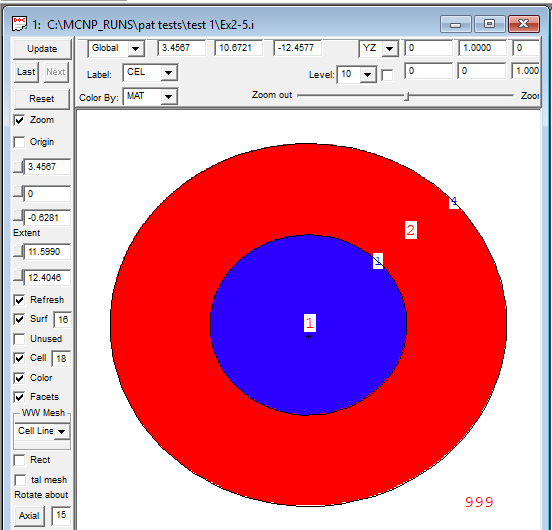 1: C:\MCNP_RUNS\pat tests\test 1\Ex2-5.i
Update
Global 3.4567 10.6721 -12.4577 YZ 0 1.0000 0
Last Next
Label: CEL Level: 10 0 0 1.000
Reset
Color By: MAT Zoom out Zoo
Zoom
Origin
3.4567
0
-0.6281
Extent
11.5990
12.4046
Refresh
Surf 16
Unused
Cell 18
Color
Facets
WW Mesh
Cell Line
Rect
tal mesh
Rotate about
Axial 15
4
2
1
1
999